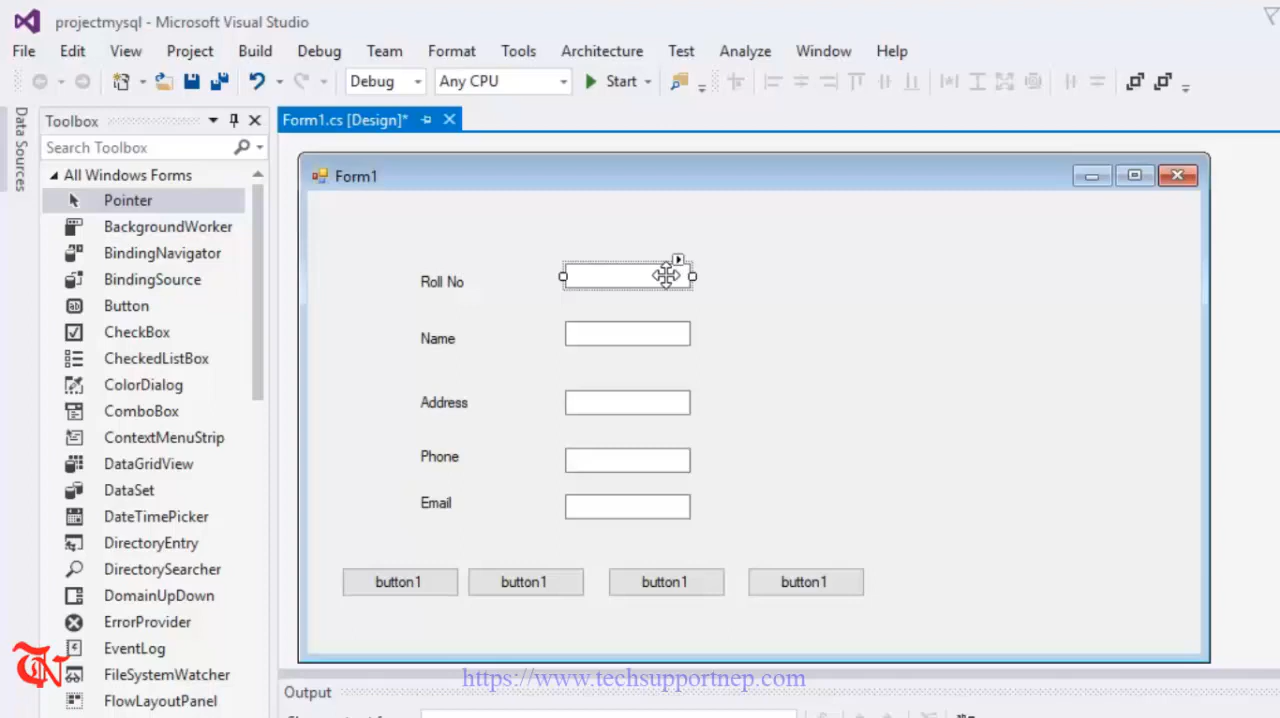 projectmysql - Microsoft Visual Studio
File Edit View Project Build Debug Team Format Tools Architecture Test Analyze Window Help
Debug Any CPU Start
Data Sources
Toolbox
Search Toolbox
All Windows Forms
Pointer
BackgroundWorker
BindingNavigator
BindingSource
Button
CheckBox
CheckedListBox
ColorDialog
ComboBox
ContextMenuStrip
DataGridView
DataSet
DateTimePicker
DirectoryEntry
DirectorySearcher
DomainUpDown
ErrorProvider
EventLog
FileSystemWatcher
FlowLayoutPanel
Form1.cs [Design]*
Form1
Roll No
Name
Address
Phone
Email
button1 button1 button1 button1
https://www.techsupportnep.com
Output